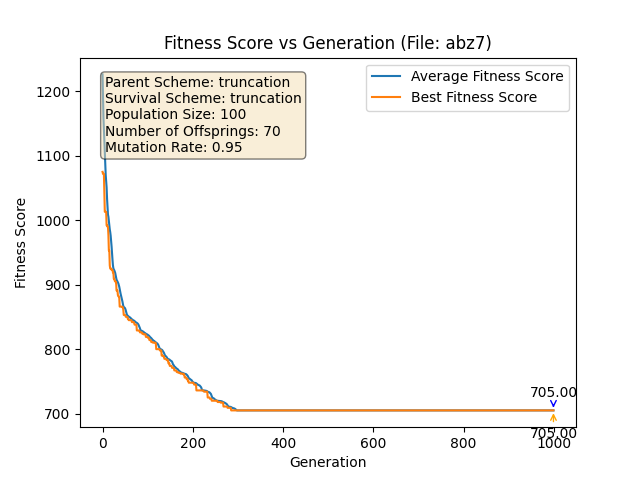 Fitness Score vs Generation (File: abz7)
Parent Scheme: truncation
Survival Scheme: truncation
Population Size: 100
Number of Offsprings: 70
Mutation Rate: 0.95
Average Fitness Score
Best Fitness Score
1200
1100
1000
900
800
700
Fitness Score
705.00
705.00
0
200
400
600
800
1000
Generation